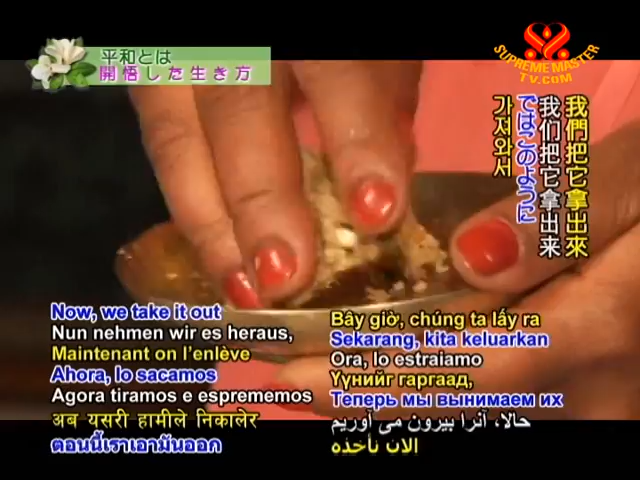 平和とは
開悟した生き方
SUPREME MASTER
TV.COM
我們把它拿出來
我们把它拿出来
ではこのように
가져와서
Now, we take it out
Nun nehmen wir es heraus,
Maintenant on l'enlève
Ahora, lo sacamos
Agora tiramos e esprememos
अब यसरी हामीले निकालेर
ตอนนี้เราเอามันออก
Bây giờ, chúng ta lấy ra
Sekarang, kita keluarkan
Ora, lo estraiamo
Үүнийг гаргаад,
Теперь мы вынимаем их
حالا، آنرا بیرون می آوریم
الآن نأخذه